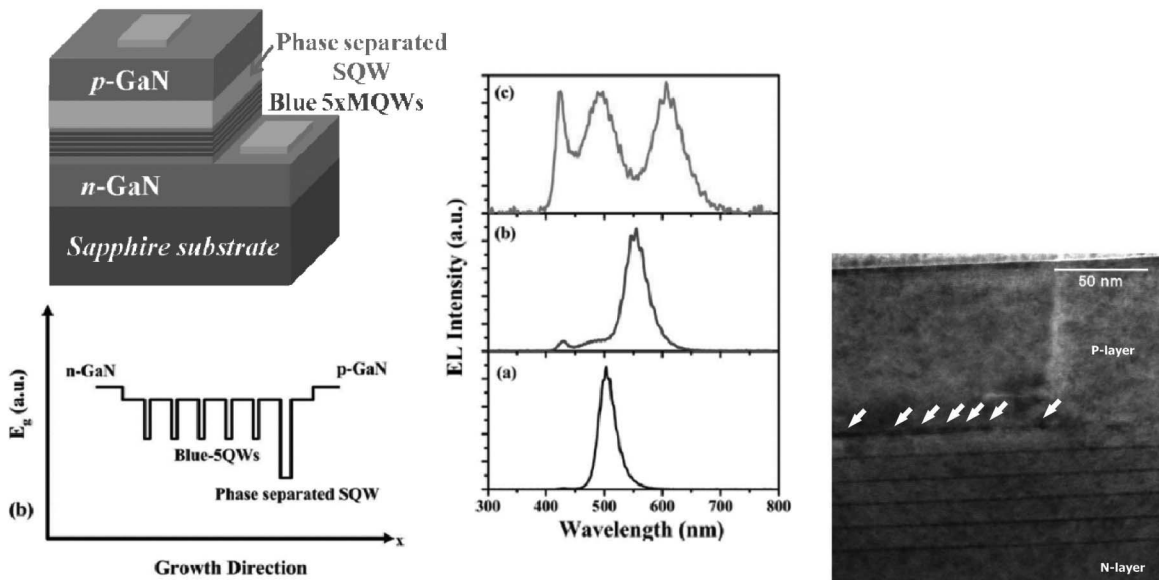 Phase separated
SQW
Blue 5xMQWs
p-GaN
n-GaN
Sapphire substrate
E_g (a.u.)
n-GaN
p-GaN
Blue-5QWs
Phase separated SQW
(b)
x
Growth Direction
EL Intensity (a.u.)
(c)
(b)
(a)
300 400 500 600 700 800
Wavelength (nm)
50 nm
P-layer
N-layer